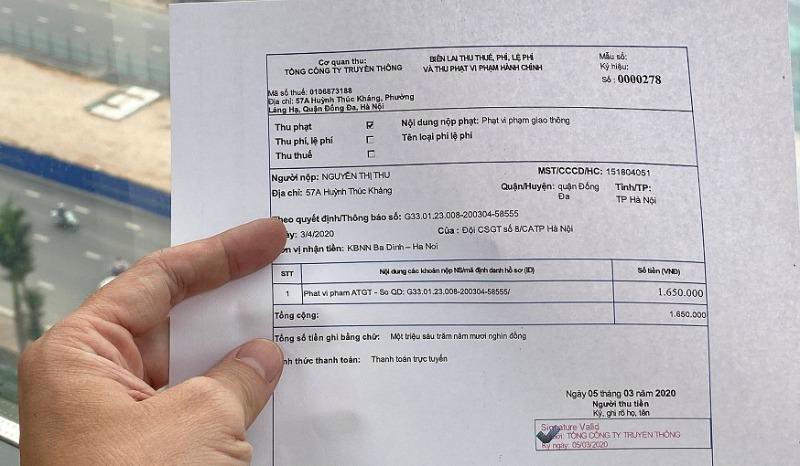 Cơ quan thu:
TỔNG CÔNG TY TRUYỀN THÔNG
Mã số thuế: 0106873188
Địa chỉ: 57A Huỳnh Thúc Kháng, Phường
Láng Hạ, Quận Đống Đa, Hà Nội
BIÊN LAI THU THUẾ, PHÍ, LỆ PHÍ
VÀ THU PHẠT VI PHẠM HÀNH CHÍNH
Mẫu số:
Ký hiệu:
Số: 0000278
Thu phạt Nội dung nộp phạt: Phạt vi phạm giao thông
Thu phí, lệ phí Tên loại phí lệ phí
Thu thuế
Người nộp: NGUYỄN THỊ THU MST/CCCD/HC: 151804051
Địa chỉ: 57A Huỳnh Thúc Kháng Quận/Huyện: quận Đống Đa Tỉnh/TP: TP Hà Nội
heo quyết định/Thông báo số: G33.01.23.008-200304-58555
ày: 3/4/2020 Của: Đội CSGT số 8/CATP Hà Nội
n vị nhận tiền: KBNN Ba Dinh – Ha Noi
STT Nội dung các khoản nộp NS/mã định danh hồ sơ (ID) Số tiền (VND)
1 Phat vi pham ATGT - So QD: G33.01.23.008-200304-58555/ 1.650.000
Tổng cộng: 1.650.000
Tổng số tiền ghi bằng chữ: Một triệu sáu trăm năm mươi nghìn đồng
nh thức thanh toán: Thanh toán trực tuyến
Ngày 05 tháng 03 năm 2020
Người thu tiền
Ký, ghi rõ họ, tên
Signature Valid
TỔNG CÔNG TY TRUYỀN THÔNG
Ký ngày: 05/03/2020